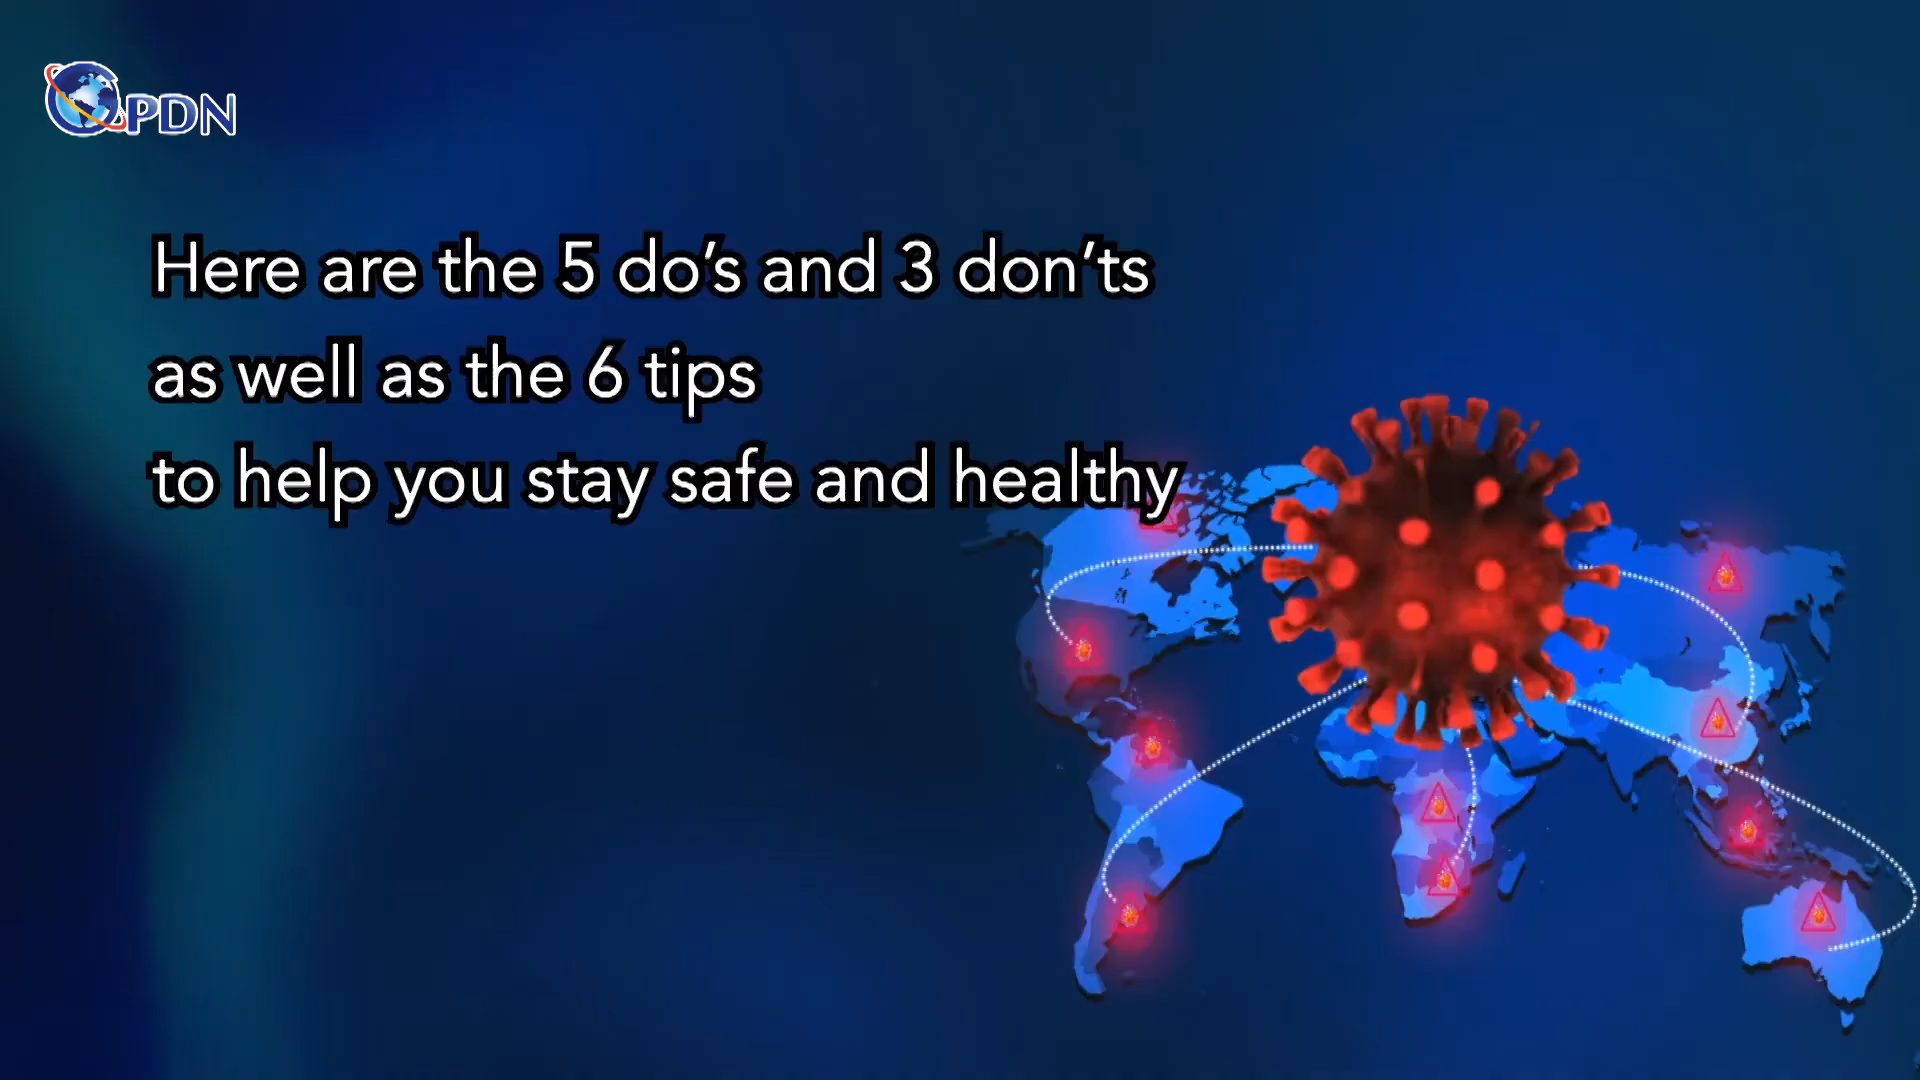 PDN
Here are the 5 do’s and 3 don’ts
as well as the 6 tips
to help you stay safe and healthy